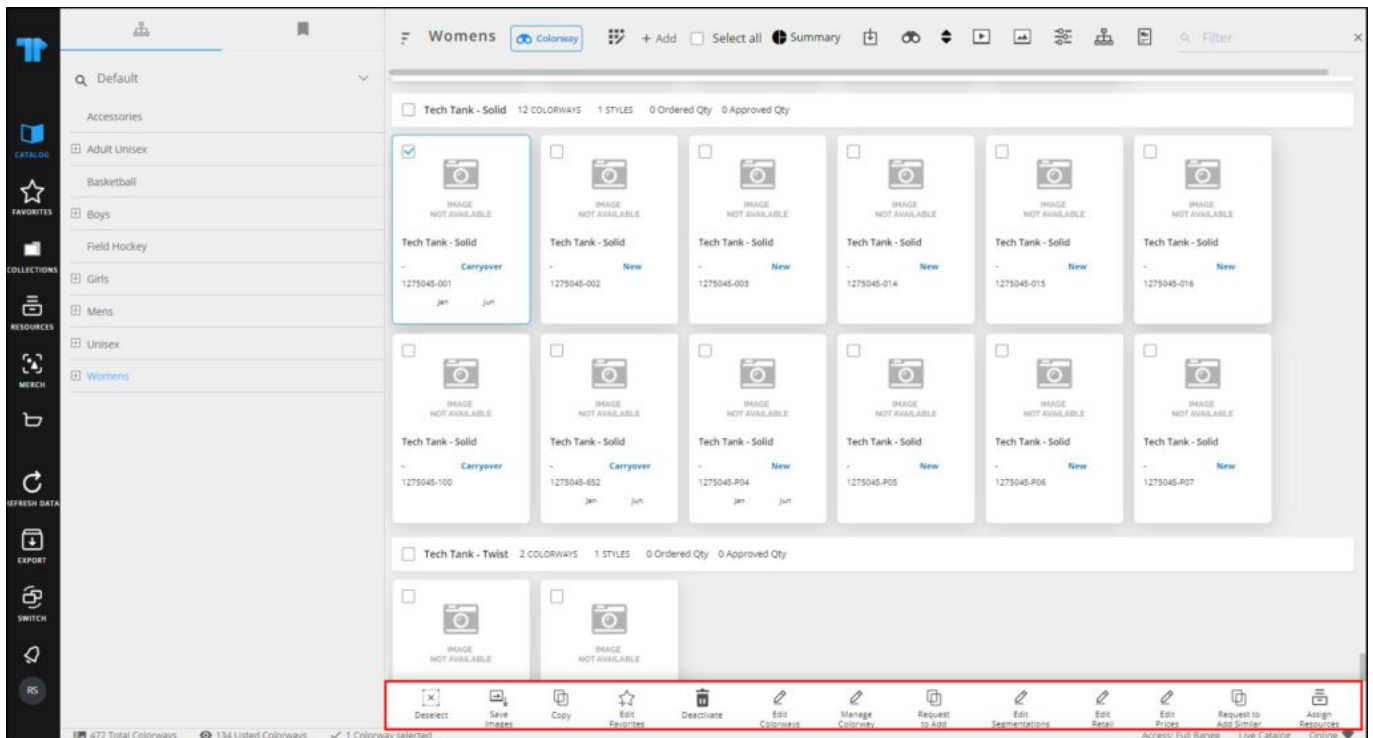 Womens
Colorway
+ Add
Select all
Summary
Filter
Default
Accessories
Adult Unisex
Basketball
Boys
Field Hockey
Girls
Mens
Unisex
Womens
CATALOG
FAVORITES
COLLECTIONS
RESOURCES
MERCH
REFRESH DATA
EXPORT
SWITCH
RS
Tech Tank - Solid 12 COLORWAYS 1 STYLES 0 Ordered Qty 0 Approved Qty
IMAGE IMAGE IMAGE IMAGE IMAGE IMAGE
NOT AVAILABLE NOT AVAILABLE NOT AVAILABLE NOT AVAILABLE NOT AVAILABLE NOT AVAILABLE
Tech Tank - Solid Tech Tank - Solid Tech Tank - Solid Tech Tank - Solid Tech Tank - Solid Tech Tank - Solid
- Carryover - New - New - New - New - New
1275045-001 1275045-002 1275045-003 1275045-014 1275045-015 1275045-016
Jan Jun
IMAGE IMAGE IMAGE IMAGE IMAGE IMAGE
NOT AVAILABLE NOT AVAILABLE NOT AVAILABLE NOT AVAILABLE NOT AVAILABLE NOT AVAILABLE
Tech Tank - Solid Tech Tank - Solid Tech Tank - Solid Tech Tank - Solid Tech Tank - Solid Tech Tank - Solid
- Carryover - Carryover - New - New - New - New
1275045-100 1275045-652 1275045-P04 1275045-P05 1275045-P06 1275045-P07
Jan Jun Jan Jun
Tech Tank - Twist 2 COLORWAYS 1 STYLES 0 Ordered Qty 0 Approved Qty
IMAGE IMAGE
NOT AVAILABLE NOT AVAILABLE
Deselect
Save Images
Copy
Edit Favorites
Deactivate
Edit Colorways
Manage Colorway
Request to Add
Edit Segmentations
Edit Retail
Edit Prices
Request to Add Similar
Assign Resources
472 Total Colorways 134 Listed Colorways 1 Colorway selected Access: Full Range Live Catalog Online